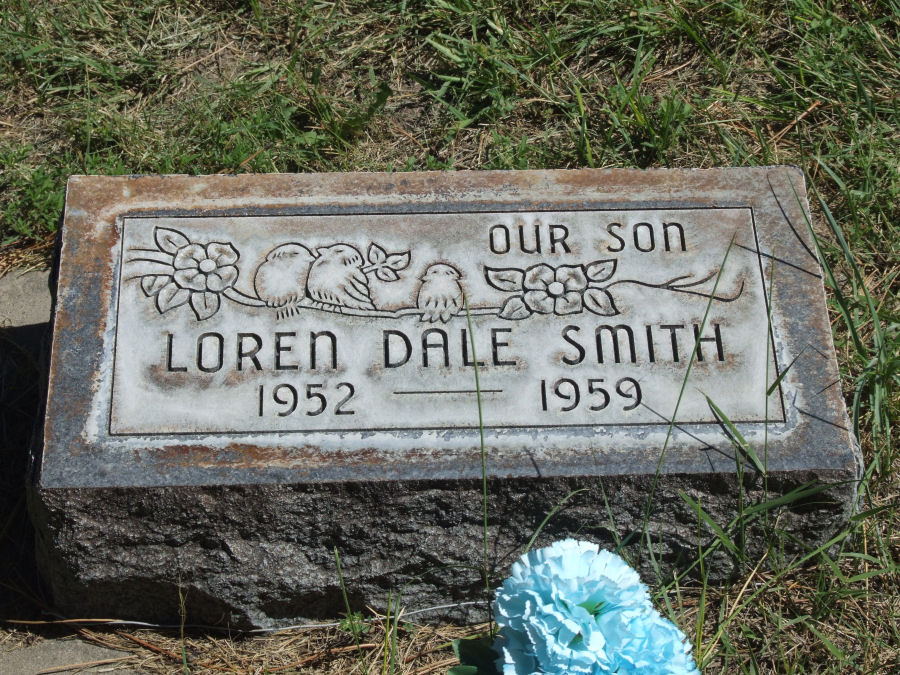 OUR SON
LOREN DALE SMITH
1952 — 1959